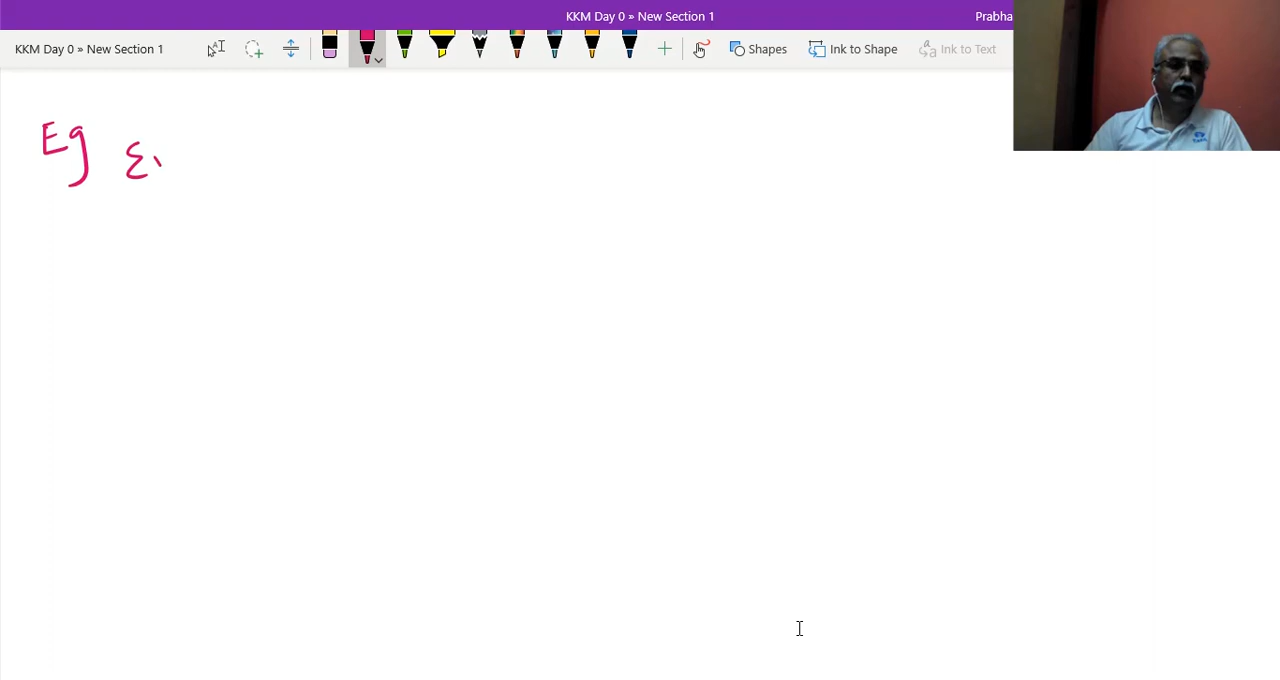 KKM Day 0 » New Section 1
Prabha
KKM Day 0 » New Section 1
Shapes
Ink to Shape
Ink to Text
Eg